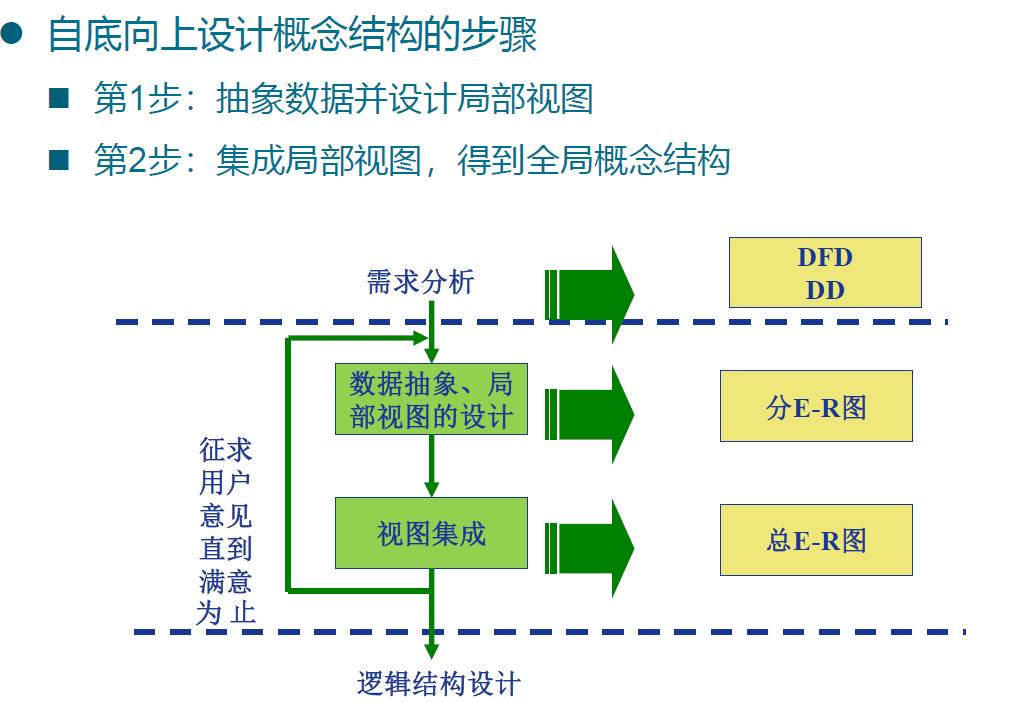 自底向上设计概念结构的步骤
第1步：抽象数据并设计局部视图
第2步：集成局部视图，得到全局概念结构
需求分析
DFD
DD
数据抽象、局
部视图的设计
分E-R图
征求
用户
意见
直到
满意
为 止
视图集成
总E-R图
逻辑结构设计